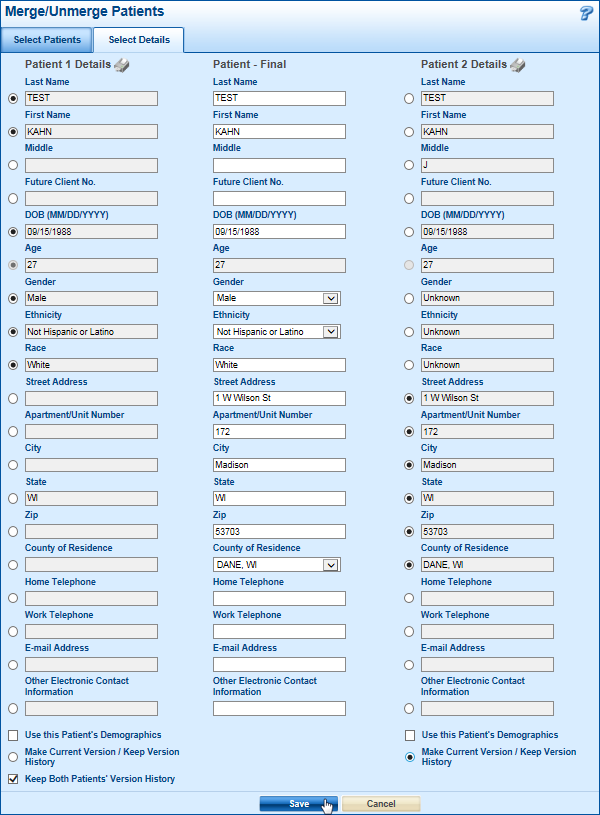 Merge/Unmerge Patients
?
Select Patients Select Details
Patient 1 Details Patient - Final Patient 2 Details
Last Name Last Name Last Name
TEST TEST TEST
First Name First Name First Name
KAHN KAHN KAHN
Middle Middle Middle
J
Future Client No. Future Client No. Future Client No.
DOB (MM/DD/YYYY) DOB (MM/DD/YYYY) DOB (MM/DD/YYYY)
09/15/1988 09/15/1988 09/15/1988
Age Age Age
27 27 27
Gender Gender Gender
Male Male Unknown
Ethnicity Ethnicity Ethnicity
Not Hispanic or Latino Not Hispanic or Latino Unknown
Race Race Race
White White Unknown
Street Address Street Address Street Address
1 W Wilson St 1 W Wilson St
Apartment/Unit Number Apartment/Unit Number Apartment/Unit Number
172 172
City City City
Madison Madison
State State State
WI WI WI
Zip Zip Zip
53703 53703
County of Residence County of Residence County of Residence
DANE, WI DANE, WI
Home Telephone Home Telephone Home Telephone
Work Telephone Work Telephone Work Telephone
E-mail Address E-mail Address E-mail Address
Other Electronic Contact Other Electronic Contact Other Electronic Contact
Information Information Information
Use this Patient's Demographics Use this Patient's Demographics
Make Current Version / Keep Version Make Current Version / Keep Version
History History
Keep Both Patients' Version History
Save Cancel